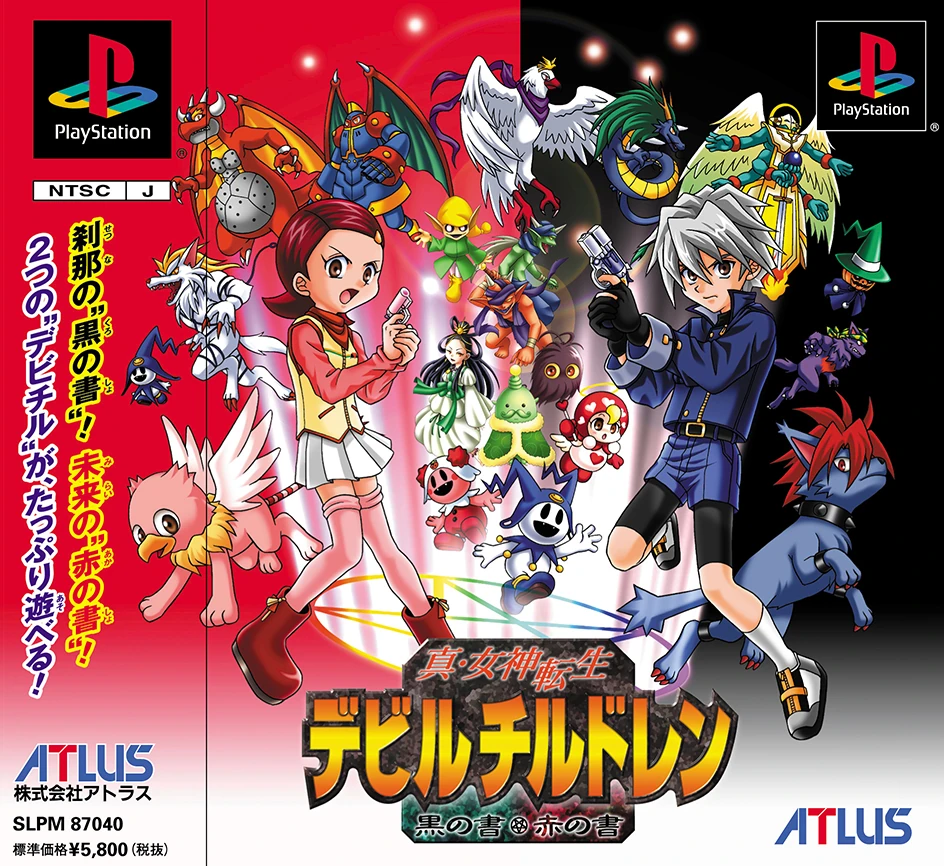 PlayStation
®
NTSC J
刹那の"黒の書"! 未来の"赤の書"!
2つの"デビチル"が、たっぷり遊べる!
ATLUS
株式会社アトラス
SLPM 87040
標準価格¥5,800(税抜)
PlayStation
®
真・女神転生
デビルチルドレン
黒の書 赤の書
ATLUS